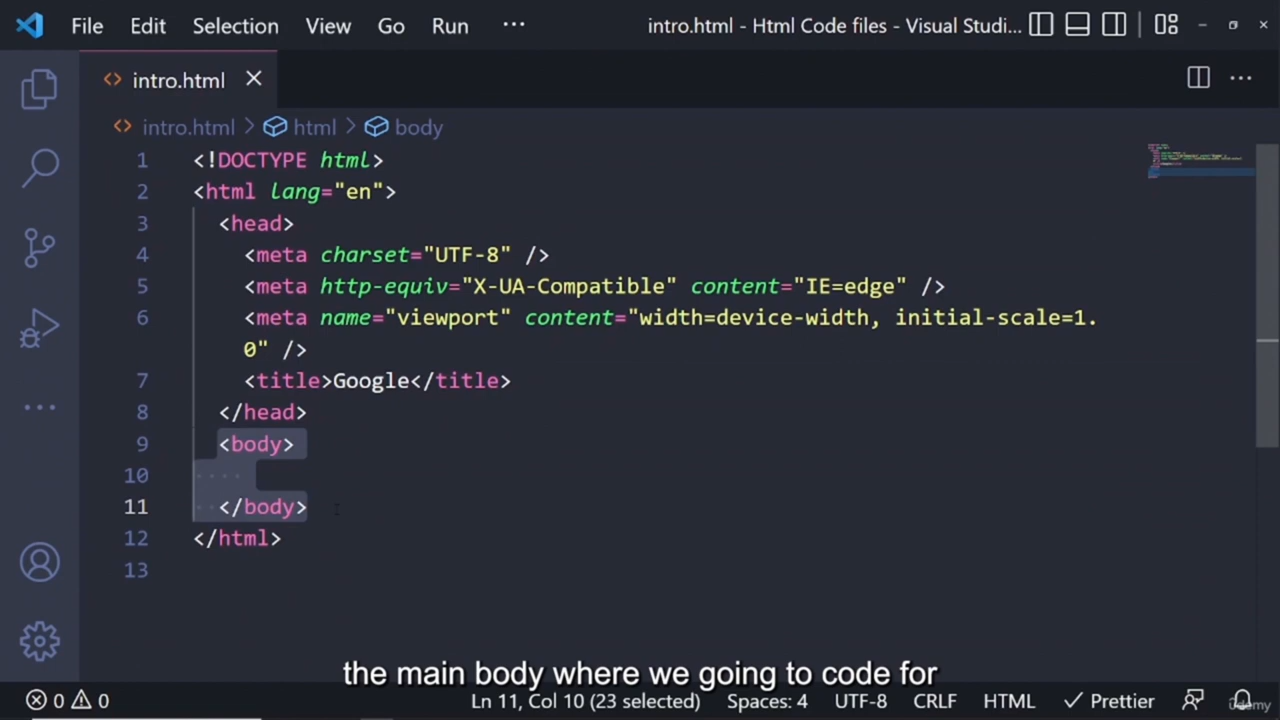 File Edit Selection View Go Run ··· intro.html - Html Code files - Visual Studi...
intro.html
intro.html > html > body
1 <!DOCTYPE html>
2 <html lang="en">
3 <head>
4 <meta charset="UTF-8" />
5 <meta http-equiv="X-UA-Compatible" content="IE=edge" />
6 <meta name="viewport" content="width=device-width, initial-scale=1.
0" />
7 <title>Google</title>
8 </head>
9 <body>
10
11 </body>
12 </html>
13
the main body where we going to code for
0 0 Ln 11, Col 10 (23 selected) Spaces: 4 UTF-8 CRLF HTML Prettier
udemy